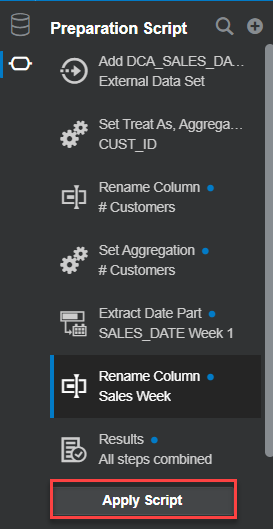 Preparation Script
Add DCA_SALES_DA...
External Data Set
Set Treat As, Aggrega...
CUST_ID
Rename Column
# Customers
Set Aggregation
# Customers
Extract Date Part
SALES_DATE Week 1
Rename Column
Sales Week
Results
All steps combined
Apply Script